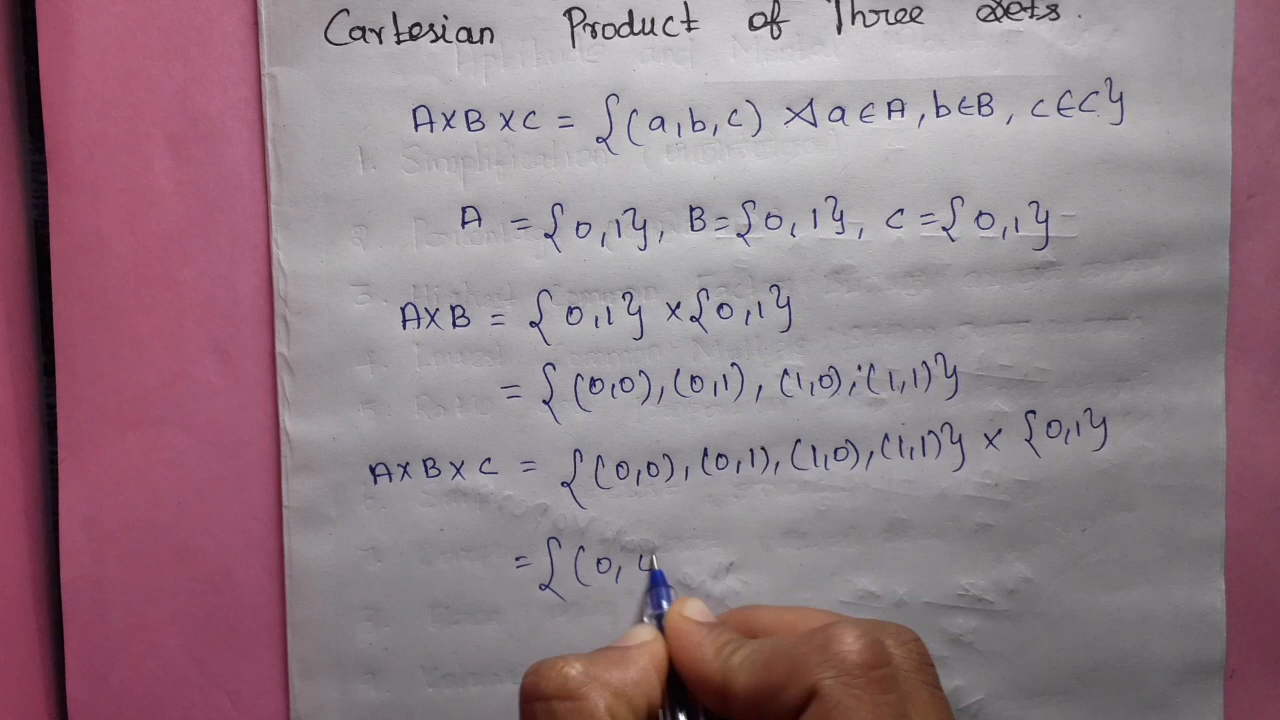 Cartesian Product of Three Sets.
A×B×C = {(a,b,c) ∀ a∈A, b∈B, c∈C}
A = {0,1}, B={0,1}, C={0,1}
A×B = {0,1} × {0,1}
= {(0,0), (0,1), (1,0), (1,1)}
A×B×C = {(0,0), (0,1), (1,0), (1,1)} × {0,1}
= {(0,